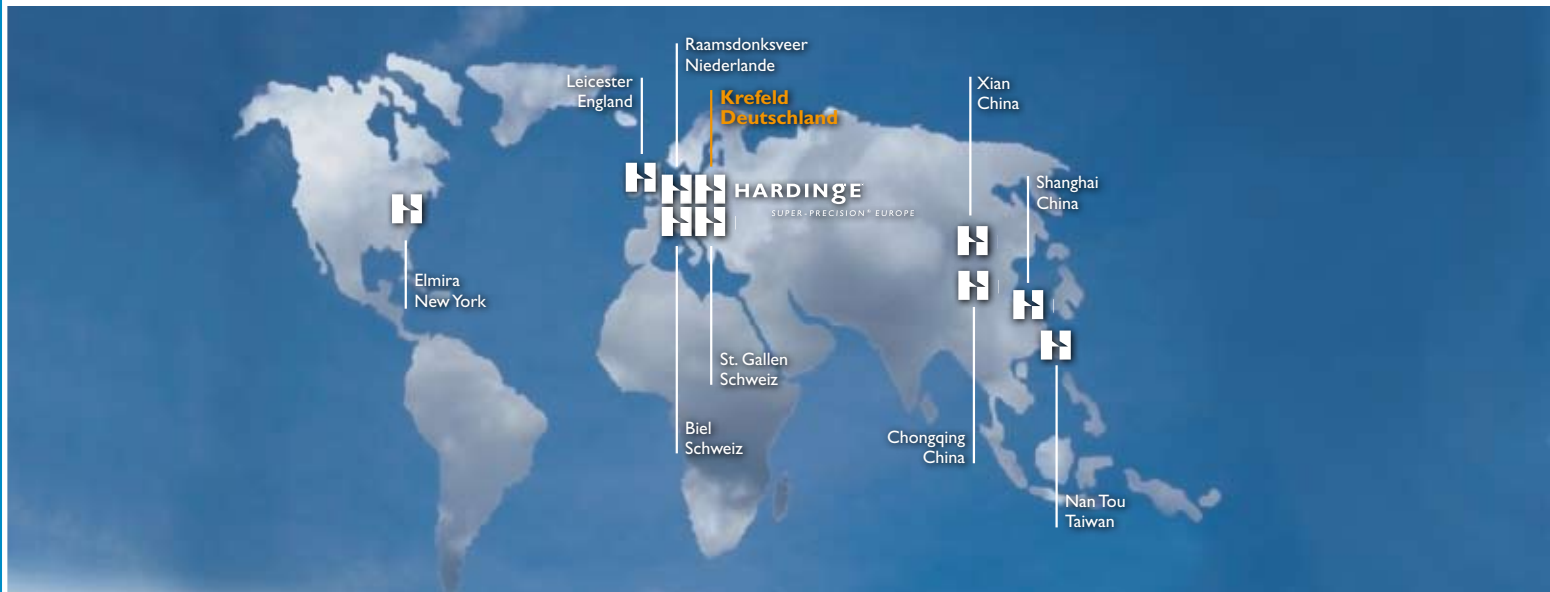 Raamsdonksveer
Niederlande
Leicester
England
Krefeld
Deutschland
Xian
China
Shanghai
China
HARDINGE
SUPER-PRECISION® EUROPE
Elmira
New York
St. Gallen
Schweiz
Biel
Schweiz
Chongqing
China
Nan Tou
Taiwan